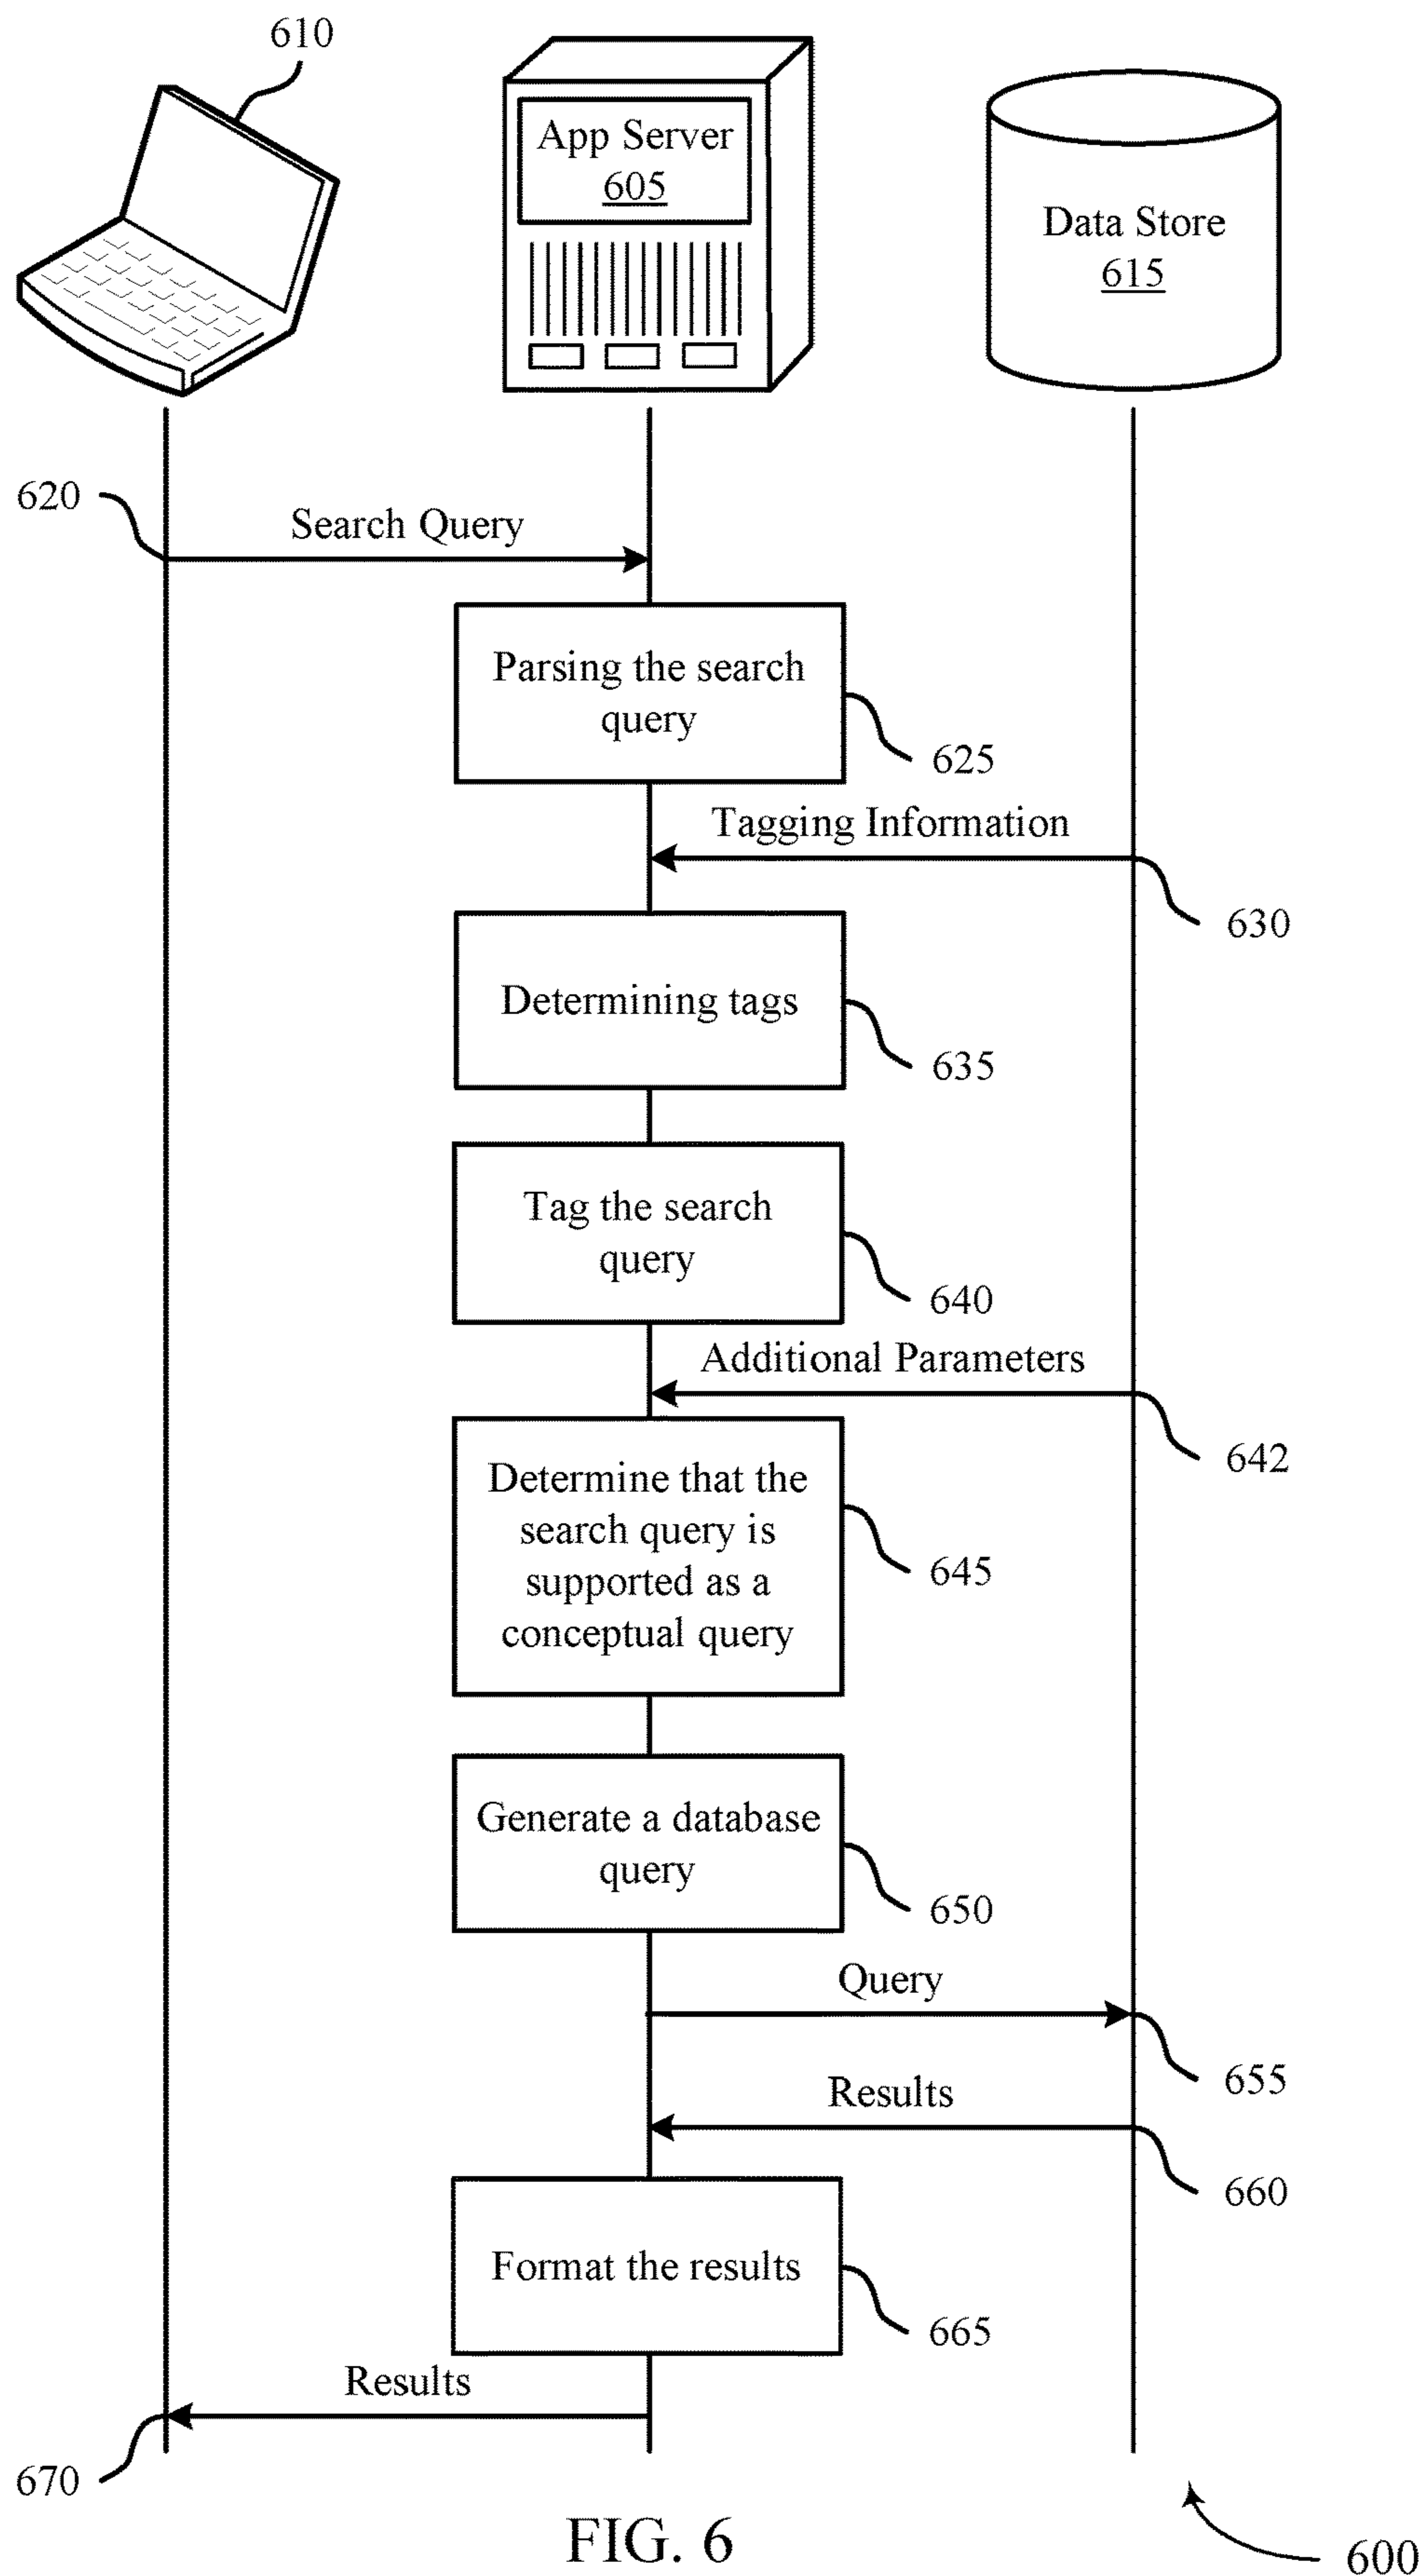 610
App Server
605
Data Store
615
620
Search Query
Parsing the search
query
625
Tagging Information
630
Determining tags
635
Tag the search
query
640
Additional Parameters
642
Determine that the
search query is
supported as a
conceptual query
645
Generate a database
query
650
Query
655
Results
660
Format the results
665
Results
670
FIG. 6
600